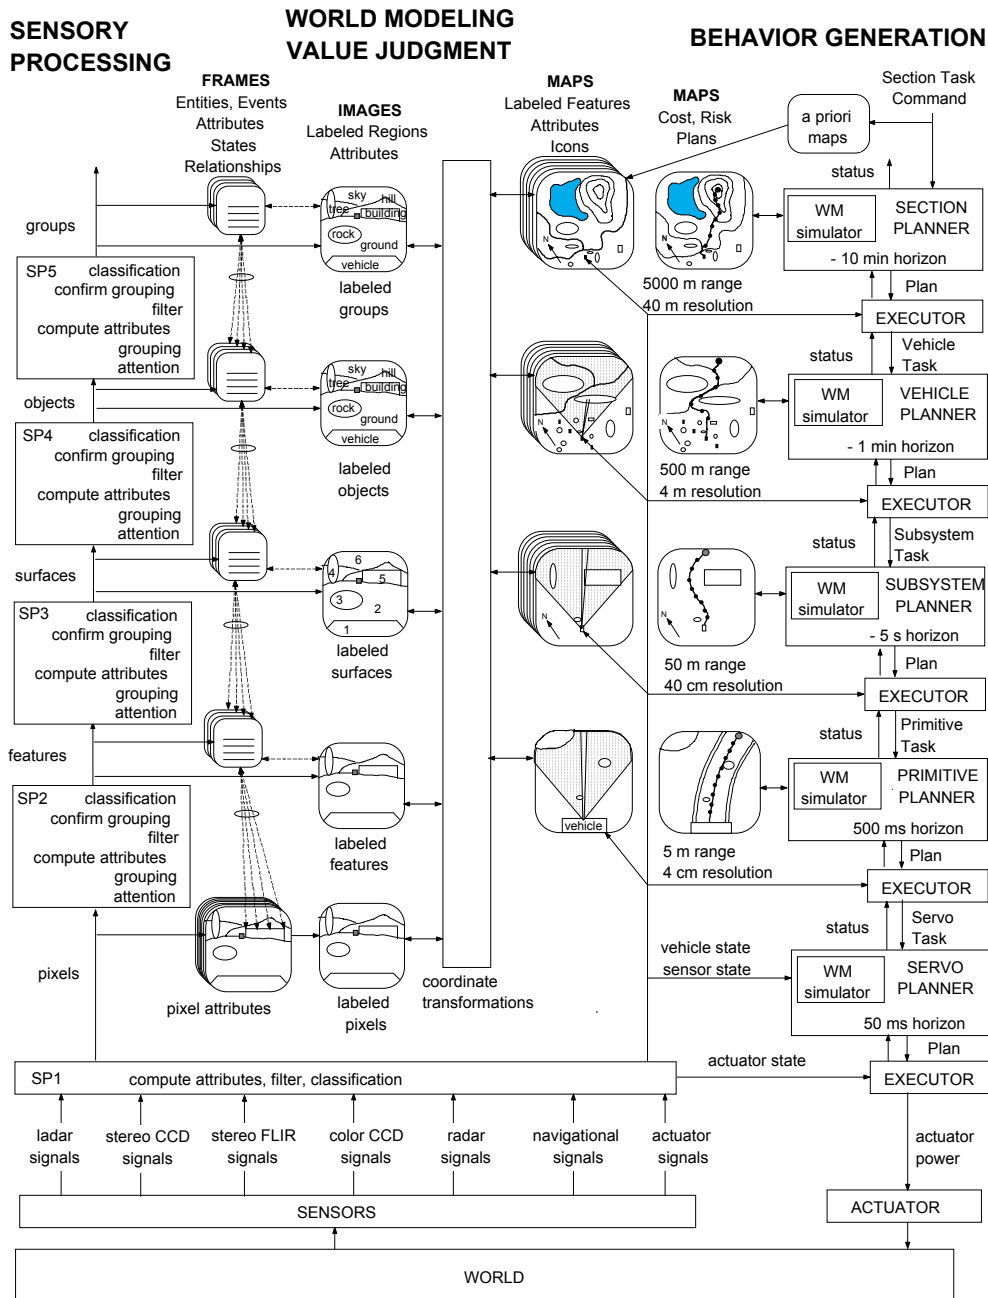 SENSORY
PROCESSING
WORLD MODELING
VALUE JUDGMENT
BEHAVIOR GENERATION
FRAMES
Entities, Events
Attributes
States
Relationships
IMAGES
Labeled Regions
Attributes
MAPS
Labeled Features
Attributes
Icons
MAPS
Cost, Risk
Plans
a priori
maps
Section Task
Command
status
groups
sky
hill
tree
building
rock
ground
vehicle
labeled
groups
N
N
5000 m range
40 m resolution
WM
simulator
SECTION
PLANNER
- 10 min horizon
Plan
EXECUTOR
SP5 classification
confirm grouping
filter
compute attributes
grouping
attention
status
Vehicle
Task
objects
sky
hill
tree
building
rock
ground
vehicle
labeled
objects
N
N
500 m range
4 m resolution
WM
simulator
VEHICLE
PLANNER
- 1 min horizon
Plan
EXECUTOR
SP4 classification
confirm grouping
filter
compute attributes
grouping
attention
status
Subsystem
Task
surfaces
6
4
5
3
2
1
labeled
surfaces
N
N
50 m range
40 cm resolution
WM
simulator
SUBSYSTEM
PLANNER
- 5 s horizon
Plan
EXECUTOR
SP3 classification
confirm grouping
filter
compute attributes
grouping
attention
status
Primitive
Task
features
labeled
features
vehicle
5 m range
4 cm resolution
WM
simulator
PRIMITIVE
PLANNER
500 ms horizon
Plan
EXECUTOR
SP2 classification
confirm grouping
filter
compute attributes
grouping
attention
status
Servo
Task
pixels
pixel attributes
labeled
pixels
coordinate
transformations
vehicle state
sensor state
WM
simulator
SERVO
PLANNER
50 ms horizon
Plan
actuator state
EXECUTOR
SP1 compute attributes, filter, classification
ladar
signals
stereo CCD
signals
stereo FLIR
signals
color CCD
signals
radar
signals
navigational
signals
actuator
signals
actuator
power
SENSORS
ACTUATOR
WORLD